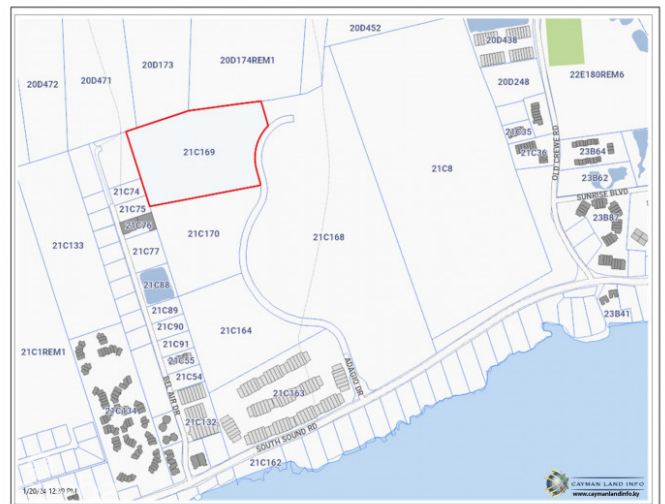 20D452
20D438
20D173
20D174REM1
20D472
20D471
20D248
22E180REM6
21C35
21C36
OLD CREWE RD
23B64
21C169
21C8
23B62
SUNRISE BLVD
21C74
21C75
21C76
23B87
21C133
21C77
21C170
21C168
21C88
21C89
21C90
23B41
21C164
21C91
21C1REM1
21C55
21C54
BEL AIR DR
ADAGIO DR
21C163
21C134
21C132
SOUTH SOUND RD
21C162
CAYMAN LAND INFO
www.caymanlandinfo.ky